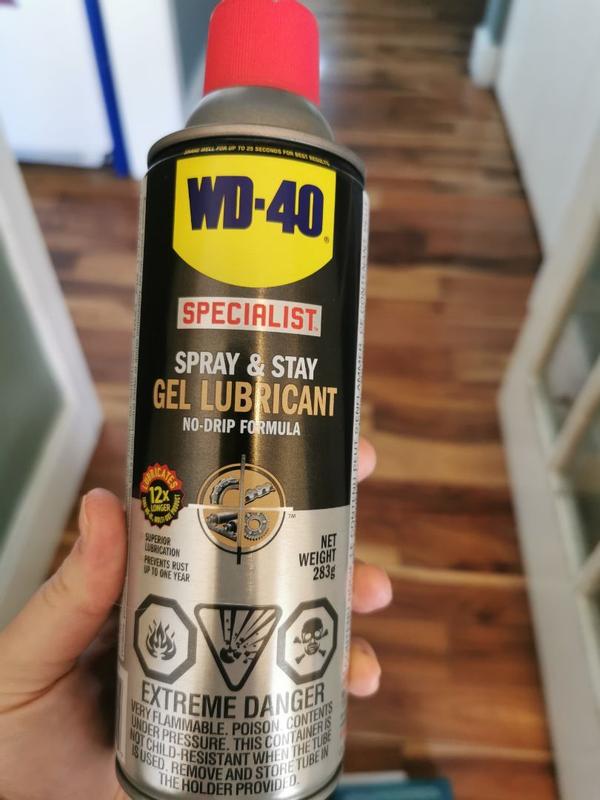 SHAKE WELL FOR UP TO 25 SECONDS FOR BEST RESULTS
WD-40
®
SPECIALIST
SPRAY & STAY
GEL LUBRICANT
NO-DRIP FORMULA
LUBRICATES
12x
LONGER
TM
SUPERIOR
LUBRICATION
PREVENTS RUST
UP TO ONE YEAR
NET
WEIGHT
283g
EXTREME DANGER
VERY FLAMMABLE. POISON. CONTENTS
UNDER PRESSURE. THIS CONTAINER IS
NOT CHILD-RESISTANT WHEN THE TUBE
IS USED. REMOVE AND STORE TUBE IN
THE HOLDER PROVIDED.